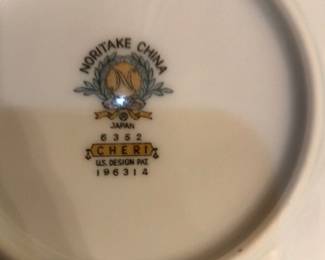 NORITAKE CHINA
N
®
JAPAN
6352
CHERI
U.S. DESIGN PAT.
196314